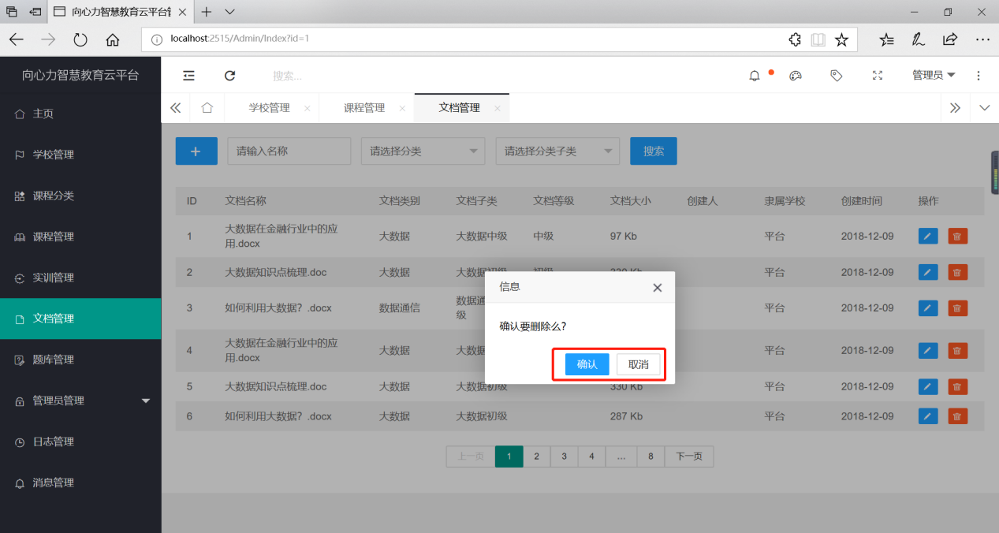 向心力智慧教育云平台管
localhost:2515/Admin/Index?id=1
向心力智慧教育云平台
搜索...
管理员
主页
学校管理
课程分类
课程管理
实训管理
文档管理
题库管理
管理员管理
日志管理
消息管理
学校管理 课程管理 文档管理
请输入名称 请选择分类 请选择分类子类 搜索
ID 文档名称 文档类别 文档子类 文档等级 文档大小 创建人 隶属学校 创建时间 操作
1 大数据在金融行业中的应用.docx 大数据 大数据中级 中级 97 Kb 平台 2018-12-09
2 大数据知识点梳理.doc 大数据 大数据初级 初级 330 Kb 平台 2018-12-09
3 如何利用大数据？.docx 数据通信 数据通 级 平台 2018-12-09
4 大数据在金融行业中的应用.docx 大数据 大数据 平台 2018-12-09
5 大数据知识点梳理.doc 大数据 大数据初级 330 Kb 平台 2018-12-09
6 如何利用大数据？.docx 大数据 大数据初级 287 Kb 平台 2018-12-09
信息
确认要删除么?
确认 取消
上一页 1 2 3 4 … 8 下一页